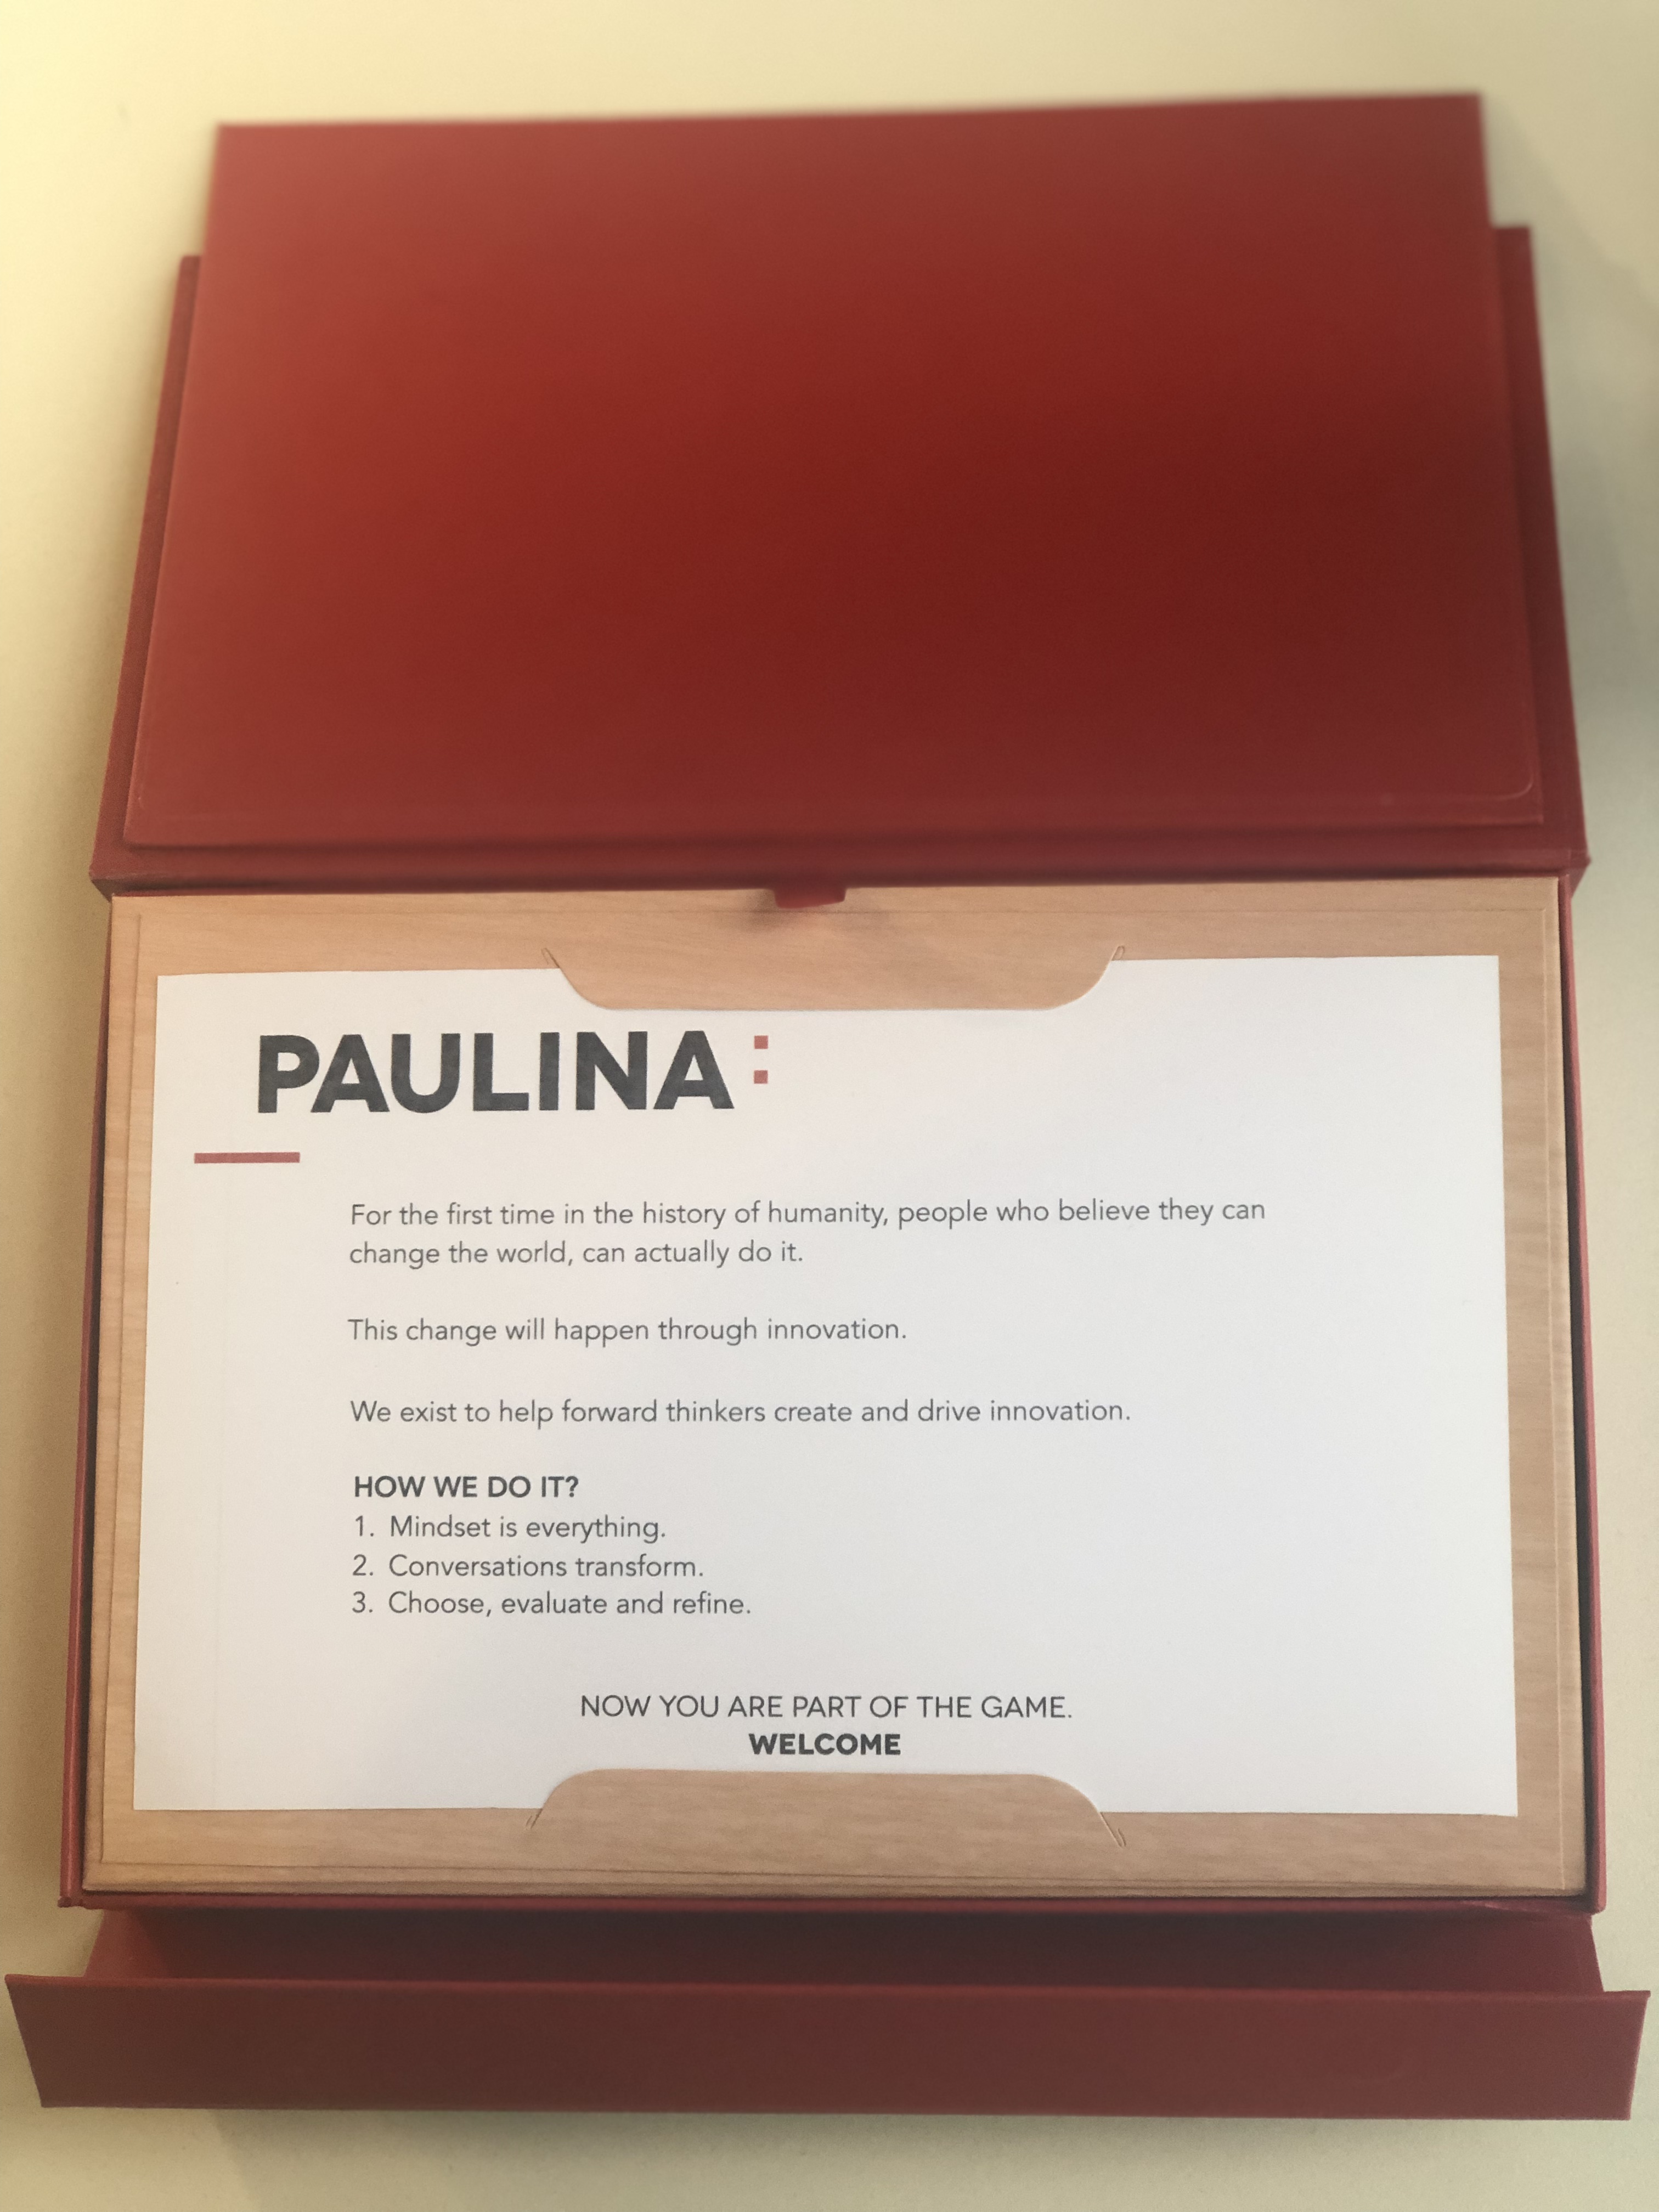 PAULINA:
For the first time in the history of humanity, people who believe they can
change the world, can actually do it.
This change will happen through innovation.
We exist to help forward thinkers create and drive innovation.
HOW WE DO IT?
1. Mindset is everything.
2. Conversations transform.
3. Choose, evaluate and refine.
NOW YOU ARE PART OF THE GAME.
WELCOME